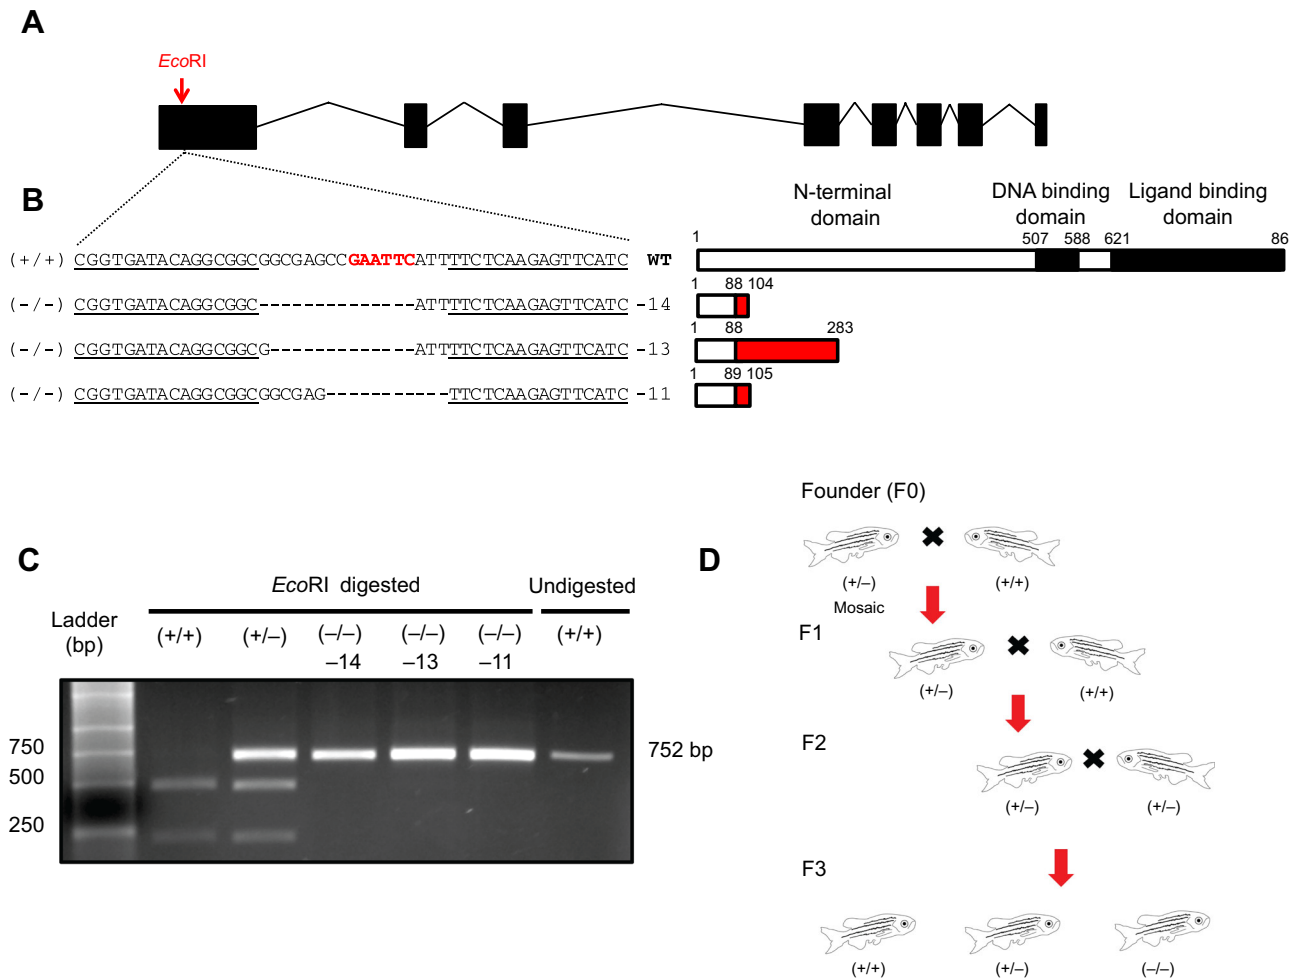 A
EcoRI
B
N-terminal domain
DNA binding domain
Ligand binding domain
1 507 588 621 86
(+/+) CGGTGATACAGGCGGCGGCGAGCCGAATTCATTTTCTCAAGAGTTCATC WT
1 88 104
(-/-) CGGTGATACAGGCGGC--------------ATTTTCTCAAGAGTTCATC -14
1 88 283
(-/-) CGGTGATACAGGCGGCG-------------ATTTTCTCAAGAGTTCATC -13
1 89 105
(-/-) CGGTGATACAGGCGGCGGCGAG-----------TTCTCAAGAGTTCATC -11
C
EcoRI digested
Undigested
Ladder (bp)
(+/+) (+/–) (–/–) (–/–) (–/–) (+/+)
–14 –13 –11
750
500
250
752 bp
D
Founder (F0)
(+/–) (+/+)
Mosaic
F1
(+/–) (+/+)
F2
(+/–) (+/–)
F3
(+/+) (+/–) (–/–)